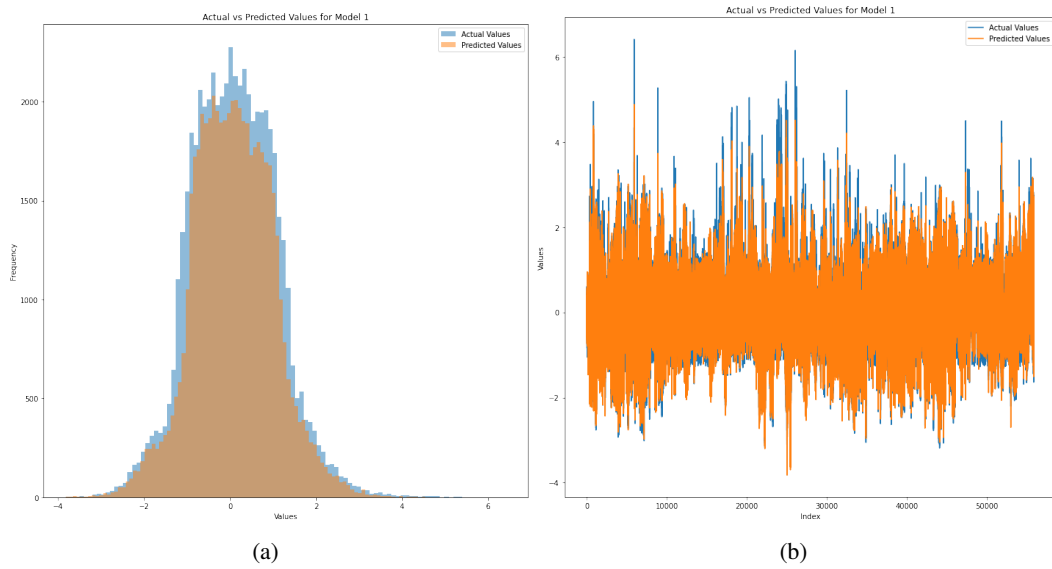 Actual vs Predicted Values for Model 1
Actual Values
Predicted Values
Frequency
2000
1500
1000
500
0
−4
−2
0
2
4
6
Values
(a)
Actual vs Predicted Values for Model 1
Actual Values
Predicted Values
Values
6
4
2
0
−2
−4
0
10000
20000
30000
40000
50000
Index
(b)